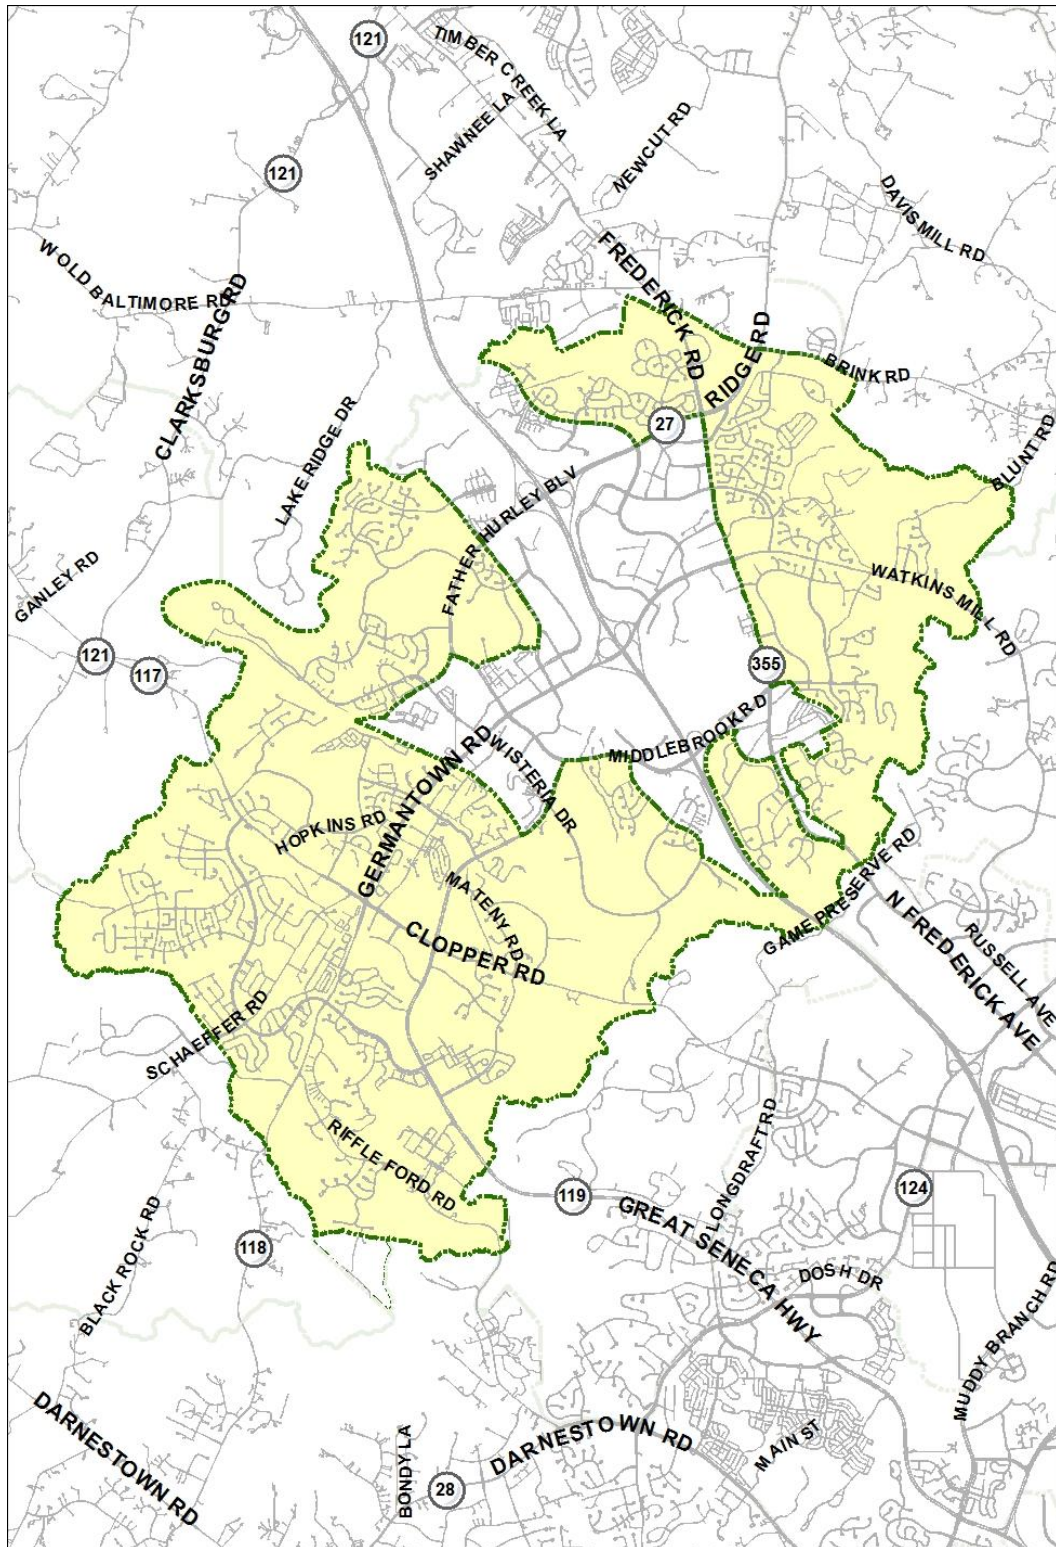 121
TIMBER CREEK LA
SHAWNEE LA
NEWCUT RD
121
DAVIS MILL RD
W OLD BALTIMORE RD
FREDERICK RD
CLARKSBURG RD
RIDGE RD
BRINK RD
27
LAKE RIDGE DR
BLUNT RD
FATHER HURLEY BLV
GANLEY RD
WATKINS MILL RD
121
117
355
MIDDLEBROOK RD
WISTERIA DR
GERMANTOWN RD
HOPKINS RD
MATENY RD
GAME PRESERVE RD
CLOPPER RD
N FREDERICK AVE
RUSSELL AVE
SCHAEFFER RD
RIFFLE FORD RD
LONGDRAFT RD
119
124
GREAT SENECA HWY
BLACK ROCK RD
118
DOSH DR
MUDDY BRANCH RD
DARNESTOWN RD
BONDY LA
DARNESTOWN RD
MAIN ST
28